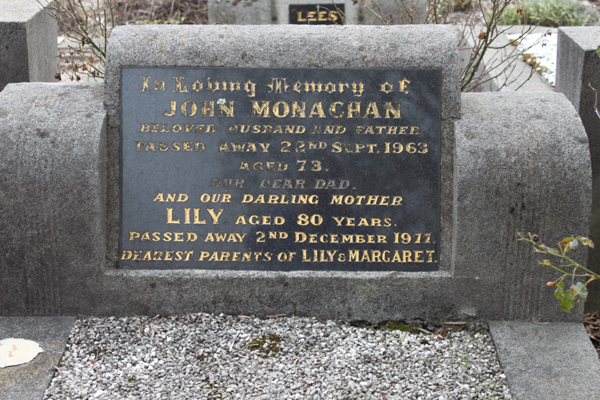 LEES
In Loving Memory of
JOHN MONAGHAN
BELOVED HUSBAND AND FATHER
PASSED AWAY 22ND SEPT. 1963
AGED 73.
OUR DEAR DAD.
AND OUR DARLING MOTHER
LILY AGED 80 YEARS.
PASSED AWAY 2ND DECEMBER 1977.
DEAREST PARENTS OF LILY & MARGARET.